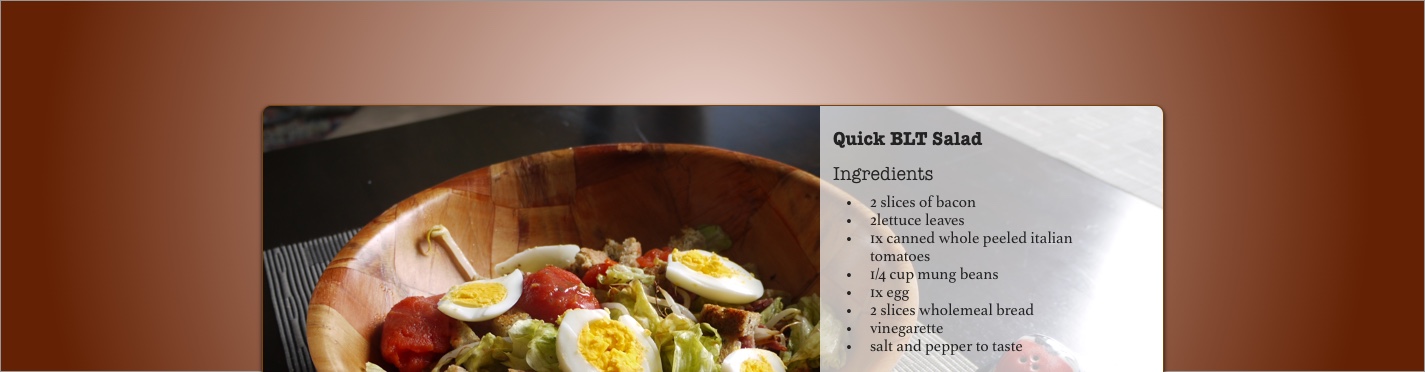 Quick BLT Salad
Ingredients
• 2 slices of bacon
• 2lettuce leaves
• 1x canned whole peeled italian
tomatoes
• 1/4 cup mung beans
• 1x egg
• 2 slices wholemeal bread
• vinegarette
• salt and pepper to taste